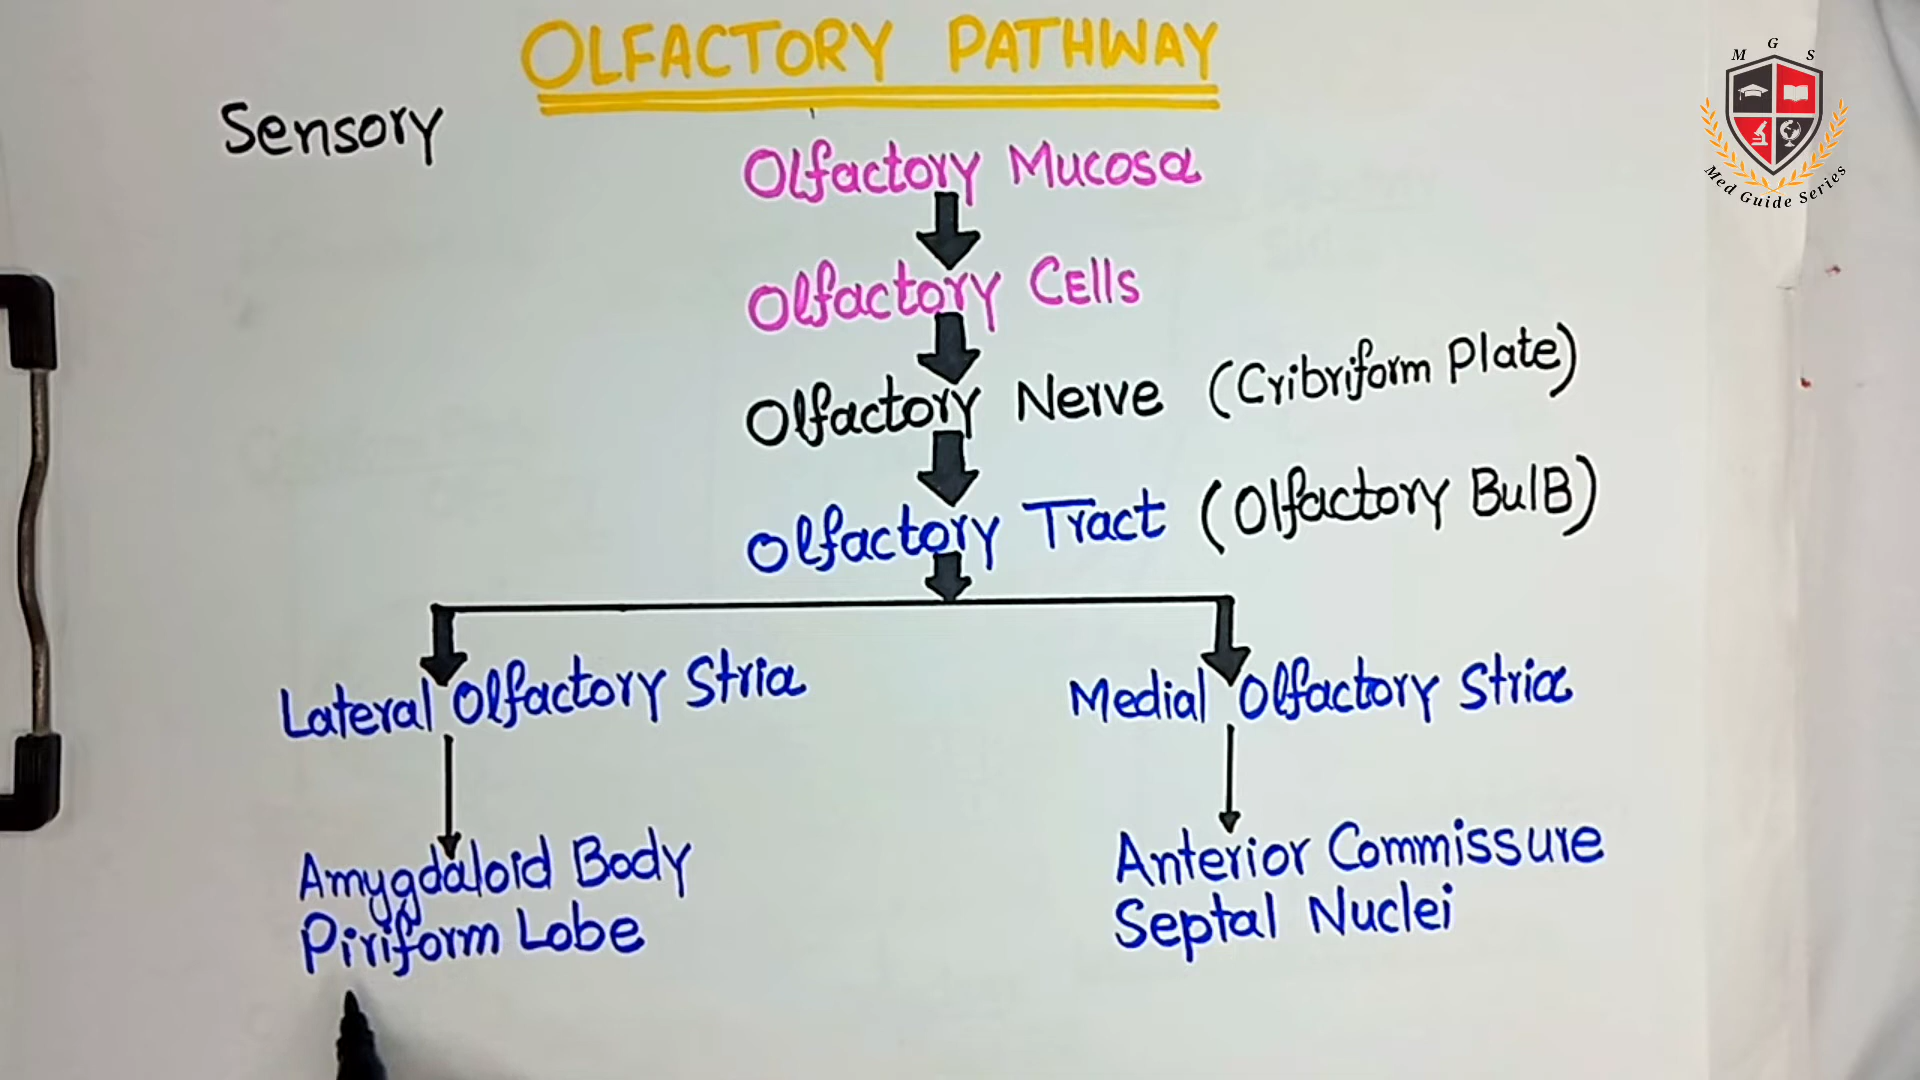 OLFACTORY PATHWAY
Sensory
M G S
Med Guide Series
Olfactory Mucosa
Olfactory Cells
Olfactory Nerve (Cribriform Plate)
Olfactory Tract (Olfactory Bulb)
Lateral Olfactory Stria
Medial Olfactory Stria
Amygdaloid Body
Piriform Lobe
Anterior Commissure
Septal Nuclei